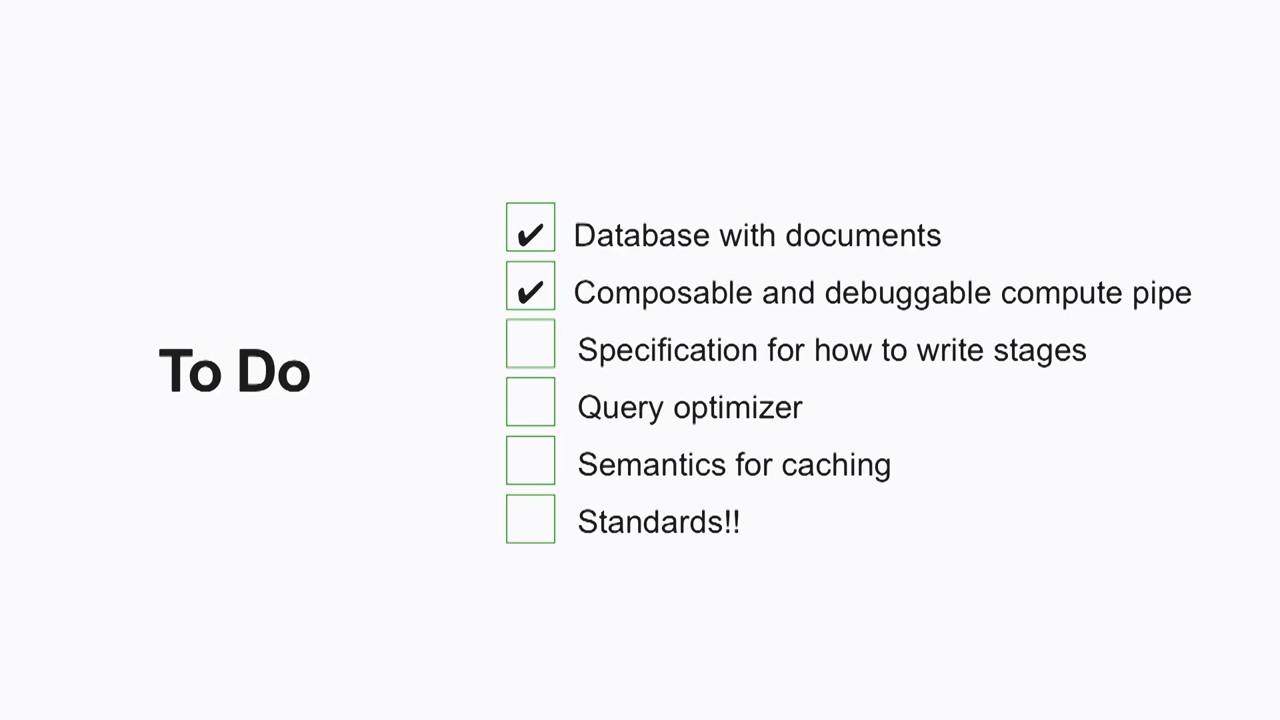 To Do
✔ Database with documents
✔ Composable and debuggable compute pipe
Specification for how to write stages
Query optimizer
Semantics for caching
Standards!!